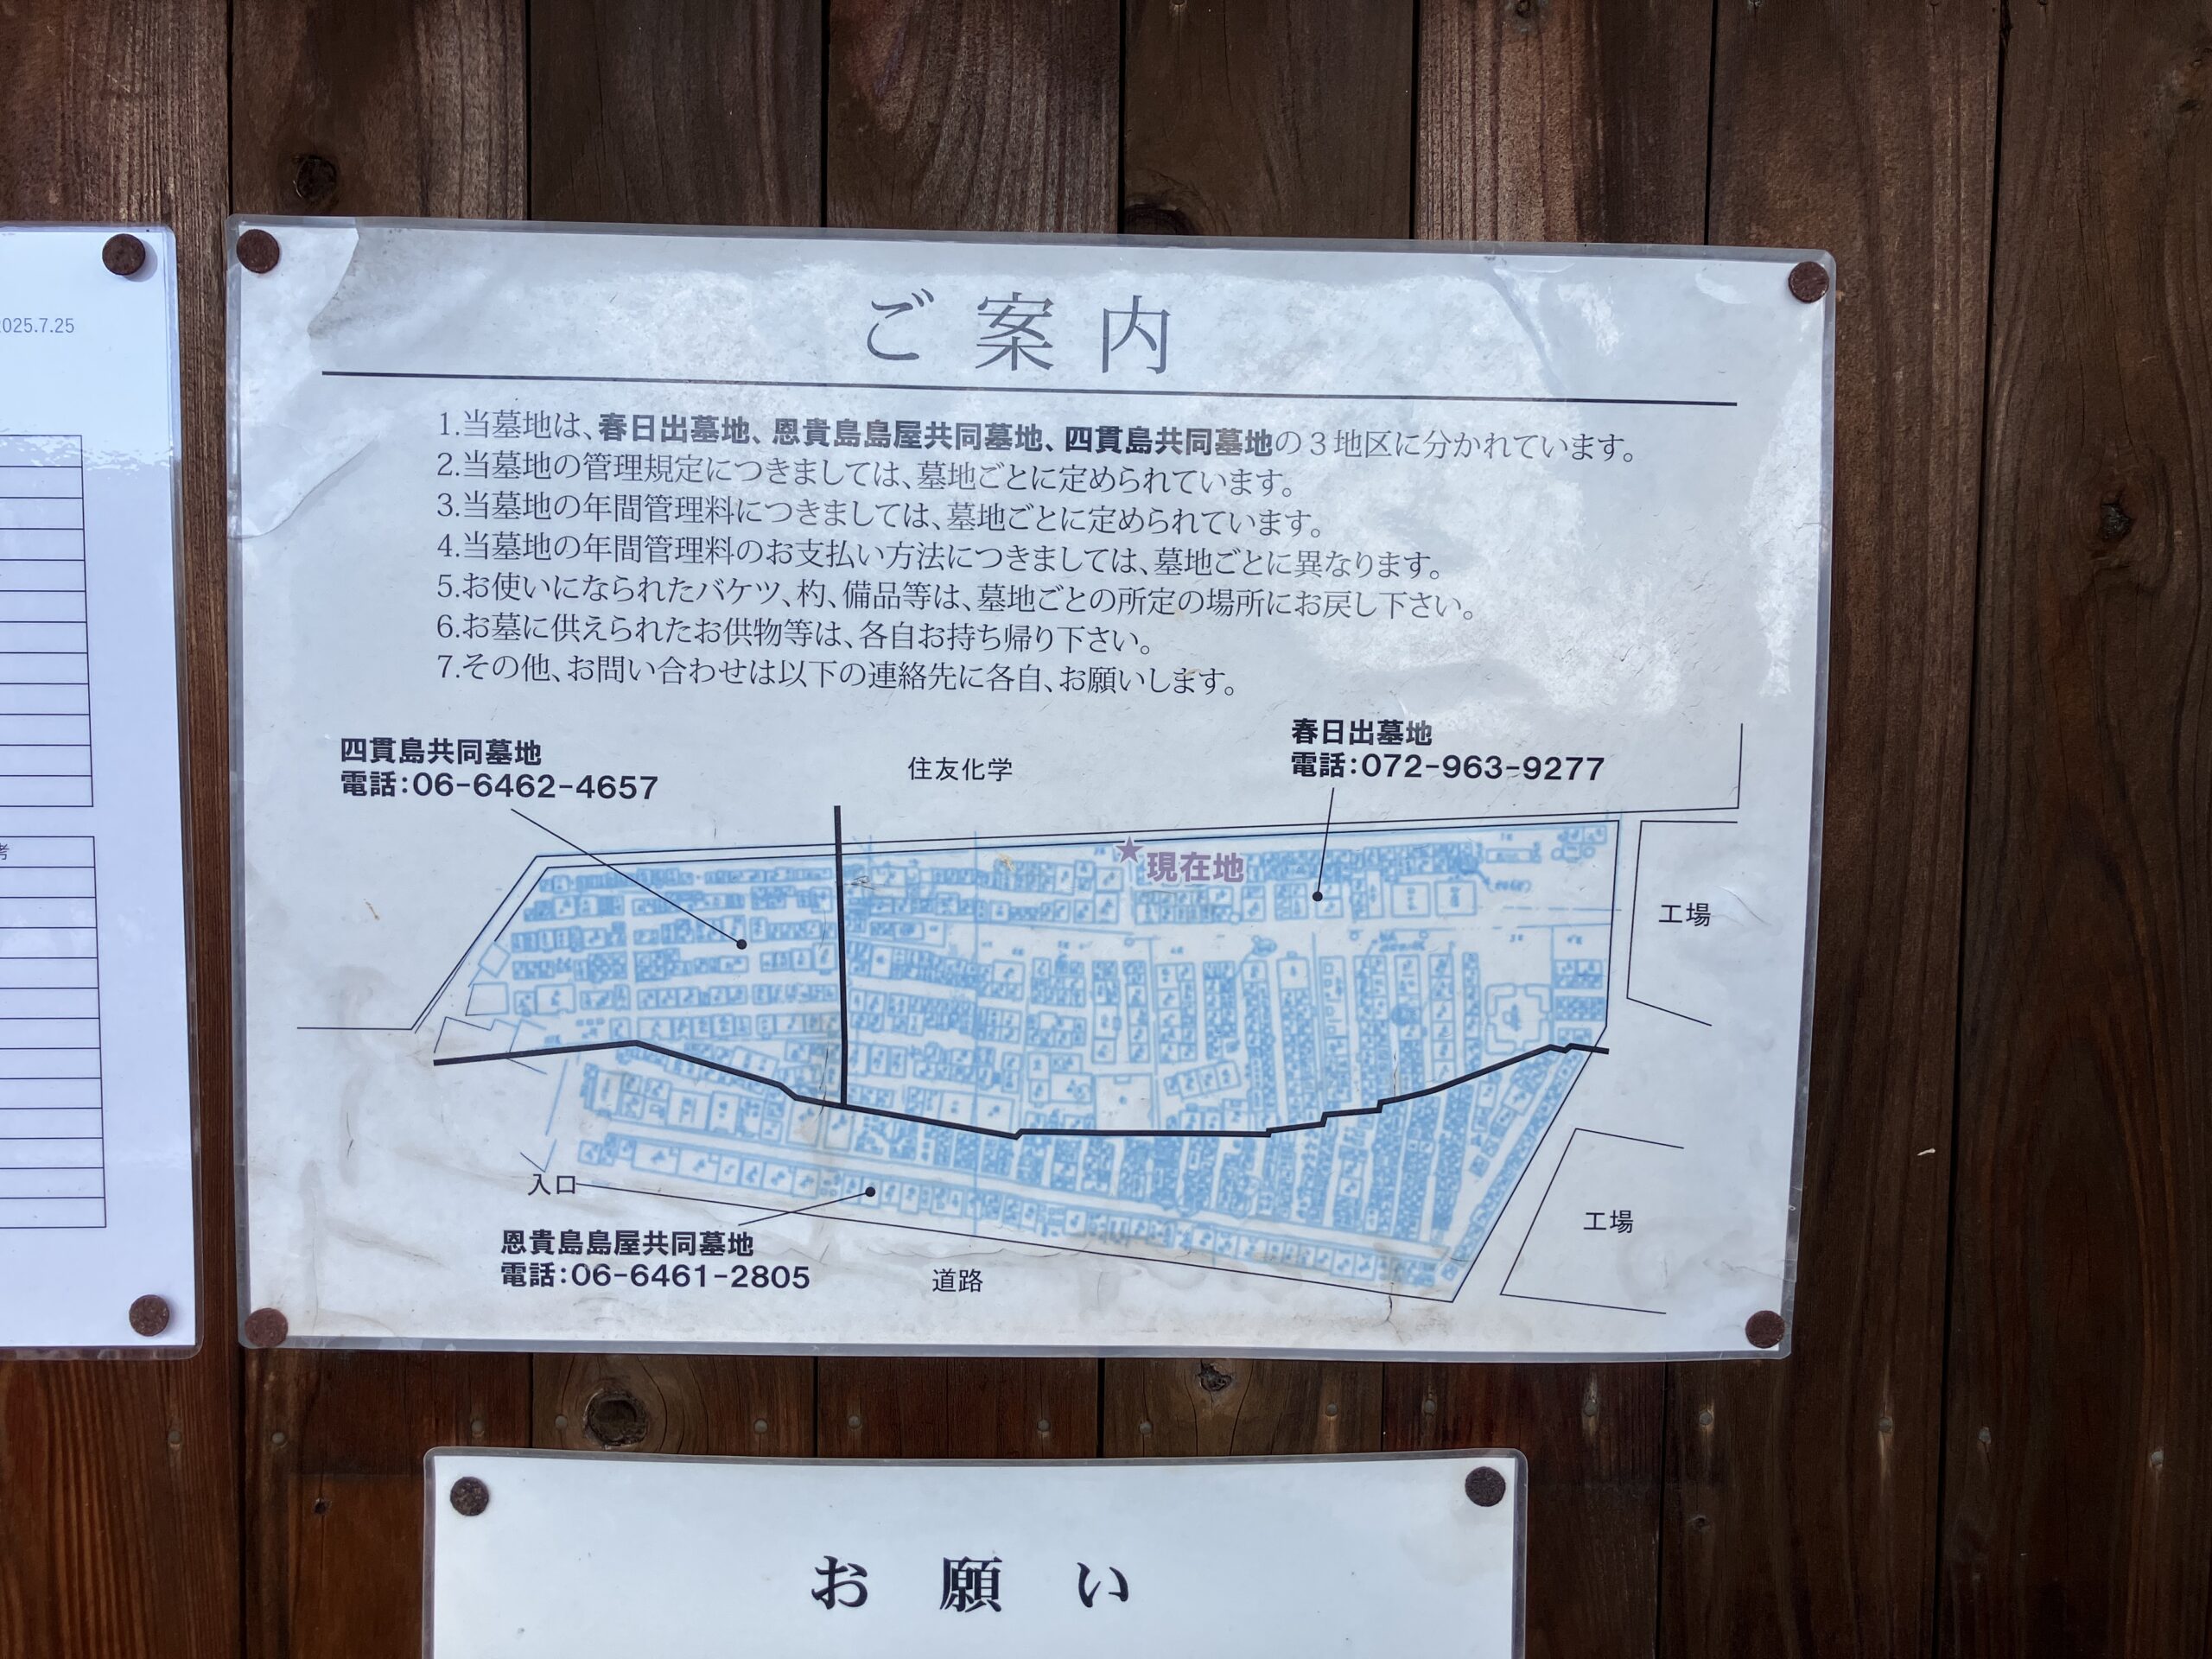 2025.7.25
考
ご案内
1.当墓地は、春日出墓地、恩貴島島屋共同墓地、四貫島共同墓地の３地区に分かれています。
2.当墓地の管理規定につきましては、墓地ごとに定められています。
3.当墓地の年間管理料につきましては、墓地ごとに定められています。
4.当墓地の年間管理料のお支払い方法につきましては、墓地ごとに異なります。
5.お使いになられたバケツ、杓、備品等は、墓地ごとの所定の場所にお戻し下さい。
6.お墓に供えられたお供物等は、各自お持ち帰り下さい。
7.その他、お問い合わせは以下の連絡先に各自、お願いします。
四貫島共同墓地
電話：06-6462-4657
住友化学
春日出墓地
電話：072-963-9277
★現在地
工場
入口
工場
恩貴島島屋共同墓地
電話：06-6461-2805
道路
お願い